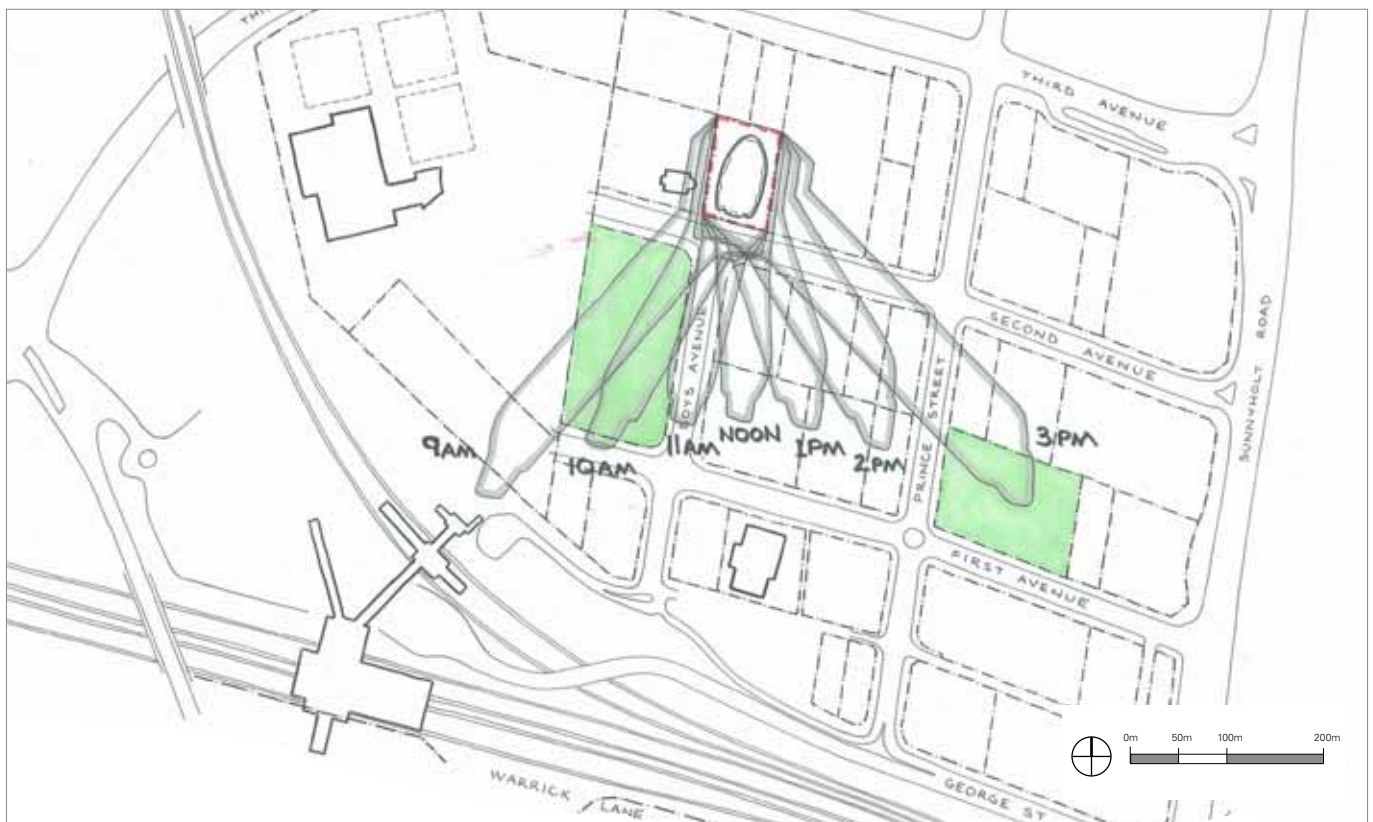 THIRD AVENUE
SECOND AVENUE
SUNNYHOLT ROAD
PRINCE STREET
9AM
10AM
11AM
NOON
1PM
2PM
3PM
FIRST AVENUE
0m 50m 100m 200m
GEORGE ST
WARRICK LANE